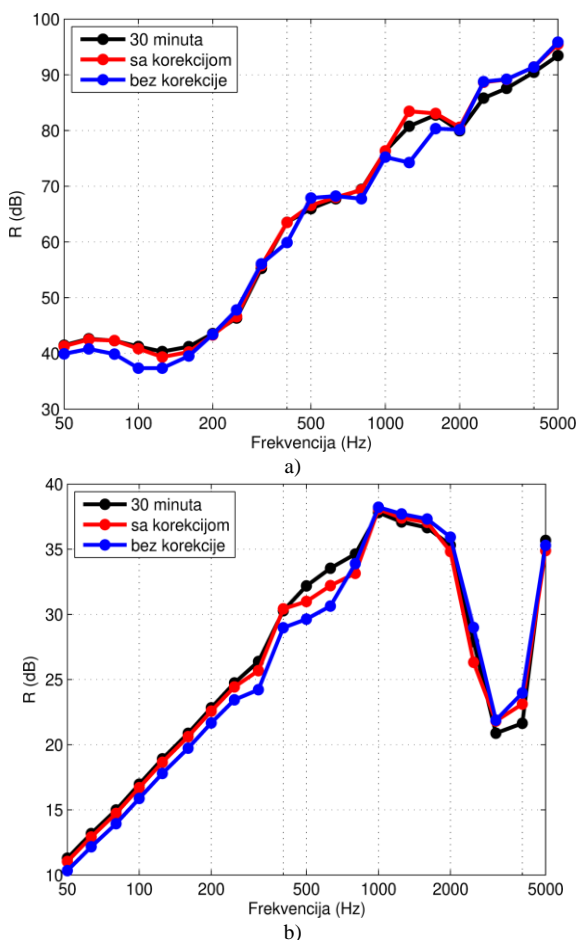 100
90
80
70
60
50
40
30
R (dB)
30 minuta
sa korekcijom
bez korekcije
50 100 200 500 1000 2000 5000
Frekvencija (Hz)
a)
40
35
30
25
20
15
10
R (dB)
30 minuta
sa korekcijom
bez korekcije
50 100 200 500 1000 2000 5000
Frekvencija (Hz)
b)